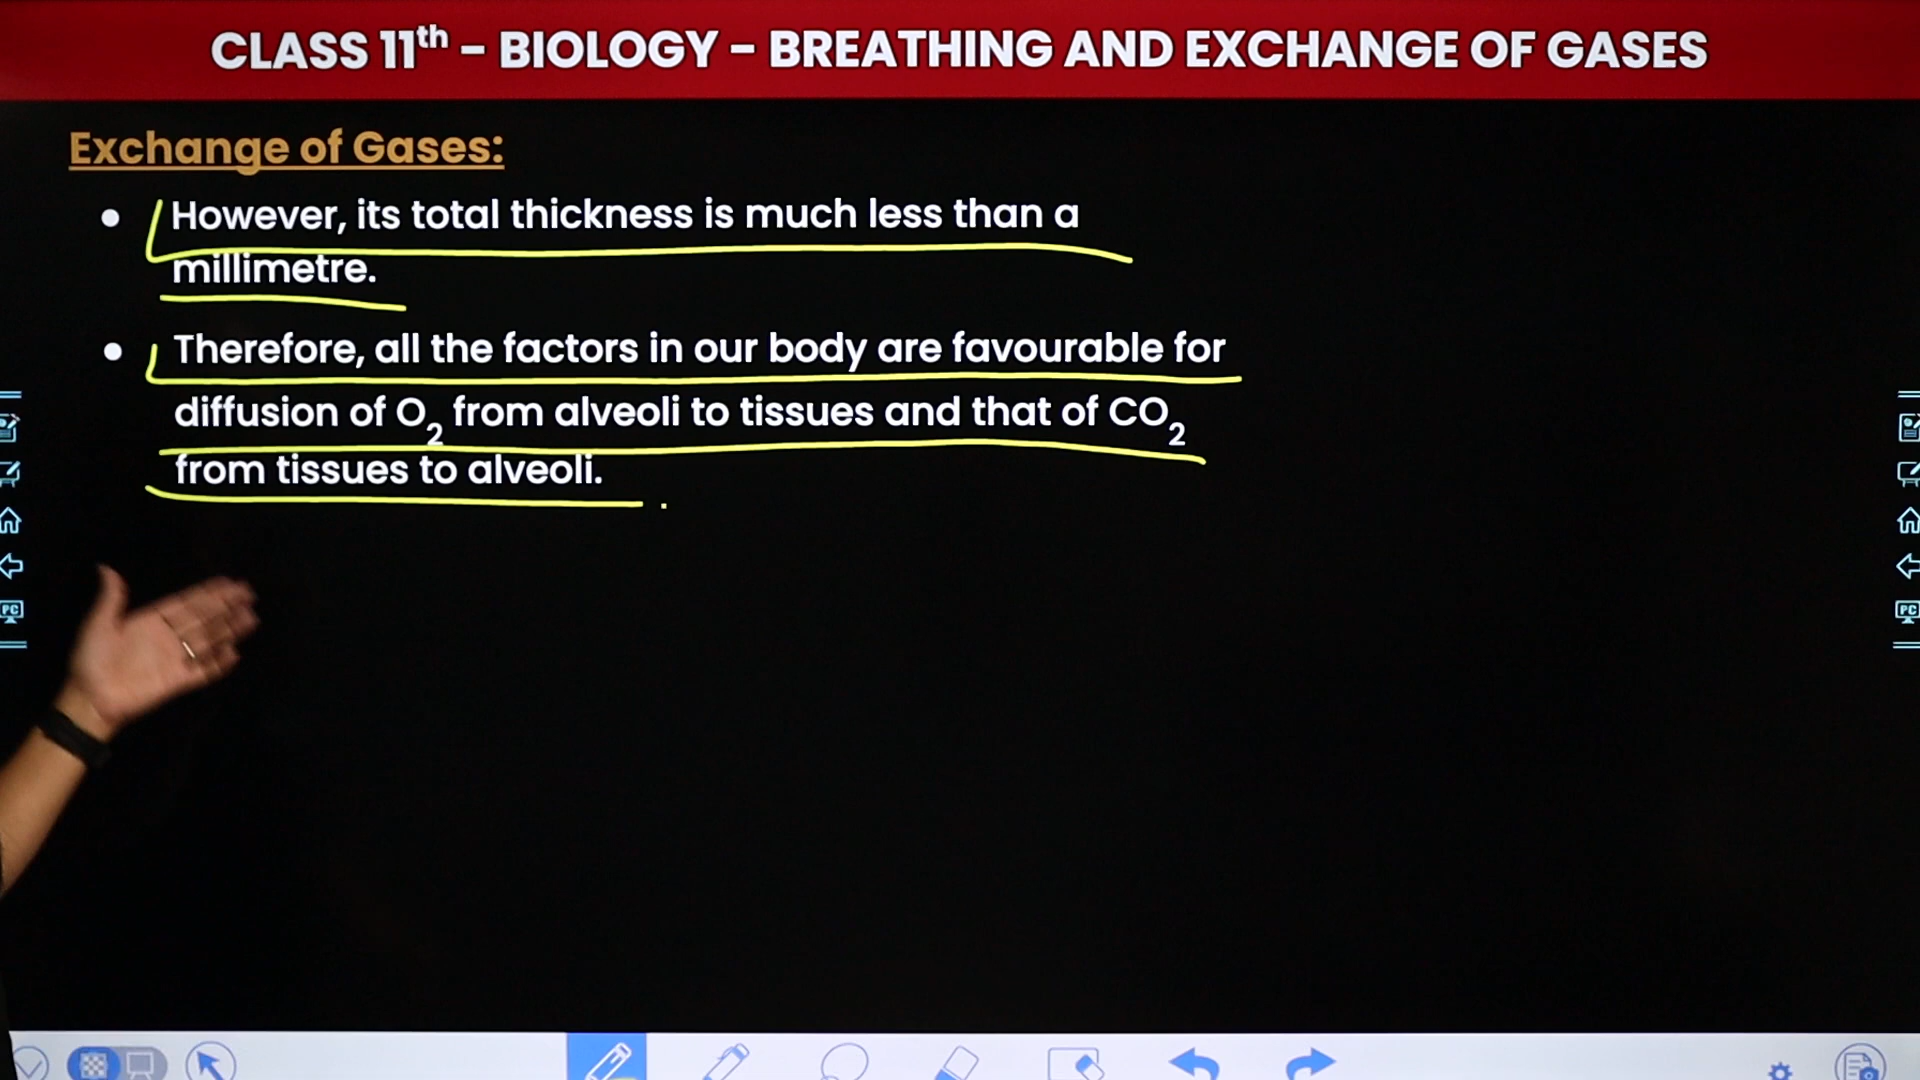 CLASS 11th – BIOLOGY – BREATHING AND EXCHANGE OF GASES
Exchange of Gases:
● However, its total thickness is much less than a
millimetre.
● Therefore, all the factors in our body are favourable for
diffusion of O2 from alveoli to tissues and that of CO2
from tissues to alveoli.
PC
PC